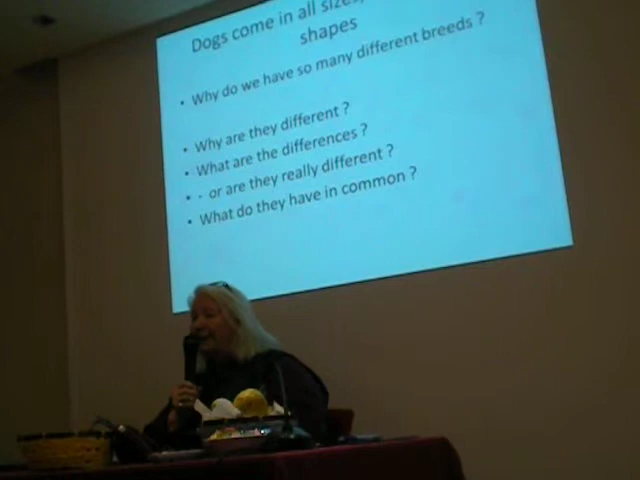 Dogs come in all sizes,
shapes
• Why do we have so many different breeds ?
• Why are they different ?
• What are the differences ?
• - or are they really different ?
• What do they have in common ?